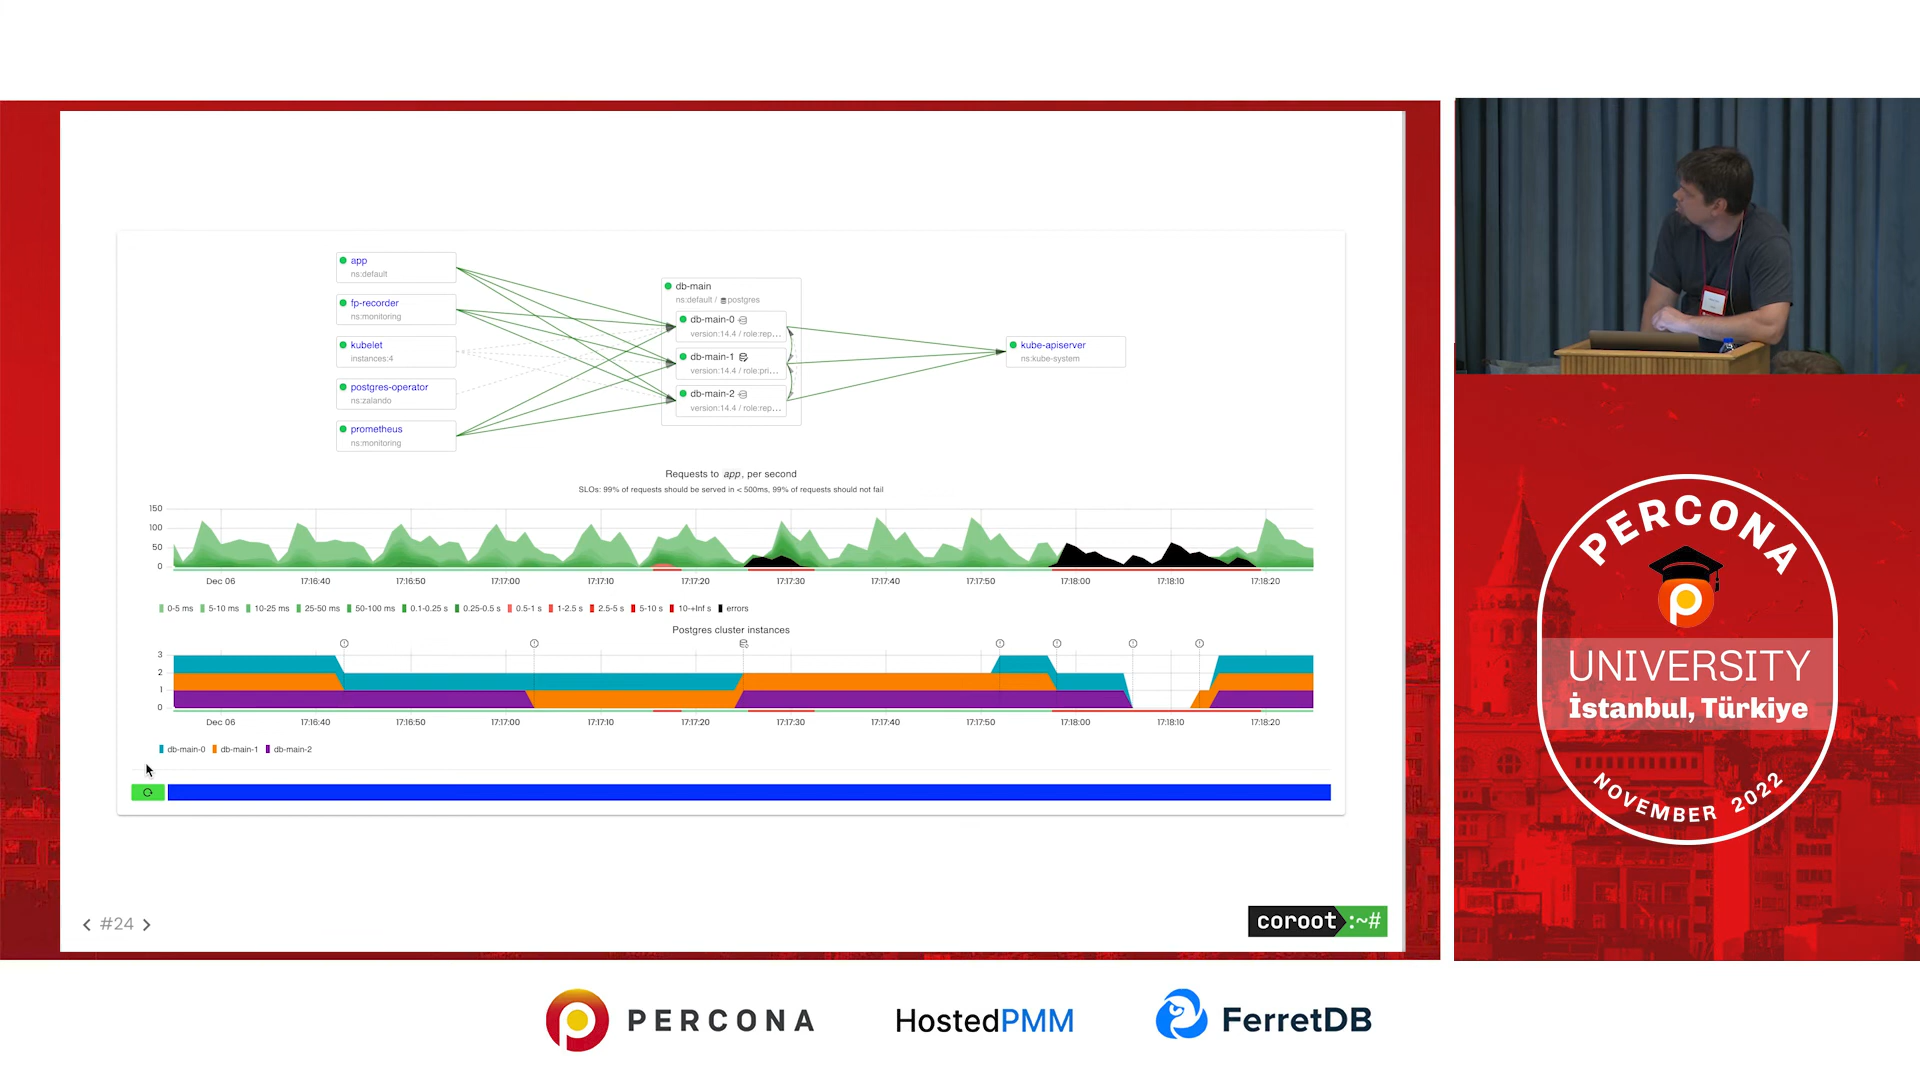 app
ns:default
fp-recorder
ns:monitoring
kubelet
instances:4
postgres-operator
ns:zalando
prometheus
ns:monitoring
db-main
ns:default / postgres
db-main-0
version:14.4 / role:rep...
db-main-1
version:14.4 / role:pri...
db-main-2
version:14.4 / role:rep...
kube-apiserver
ns:kube-system
Requests to app, per second
SLOs: 99% of requests should be served in < 500ms, 99% of requests should not fail
150
100
50
0
Dec 06 17:16:40 17:16:50 17:17:00 17:17:10 17:17:20 17:17:30 17:17:40 17:17:50 17:18:00 17:18:10 17:18:20
0-5 ms 5-10 ms 10-25 ms 25-50 ms 50-100 ms 0.1-0.25 s 0.25-0.5 s 0.5-1 s 1-2.5 s 2.5-5 s 5-10 s 10-+Inf s errors
Postgres cluster instances
3
2
1
0
Dec 06 17:16:40 17:16:50 17:17:00 17:17:10 17:17:20 17:17:30 17:17:40 17:17:50 17:18:00 17:18:10 17:18:20
db-main-0 db-main-1 db-main-2
< #24 >
coroot :~#
PERCONA
UNIVERSITY
İstanbul, Türkiye
NOVEMBER 2022
PERCONA
HostedPMM
FerretDB